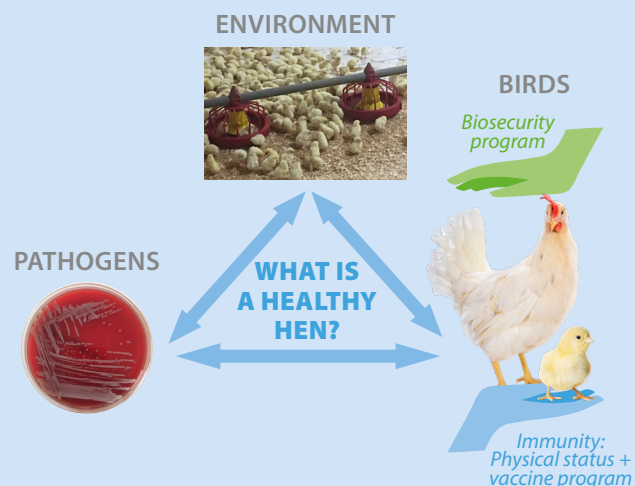 ENVIRONMENT
BIRDS
Biosecurity
program
PATHOGENS
WHAT IS
A HEALTHY
HEN?
Immunity:
Physical status +
vaccine program